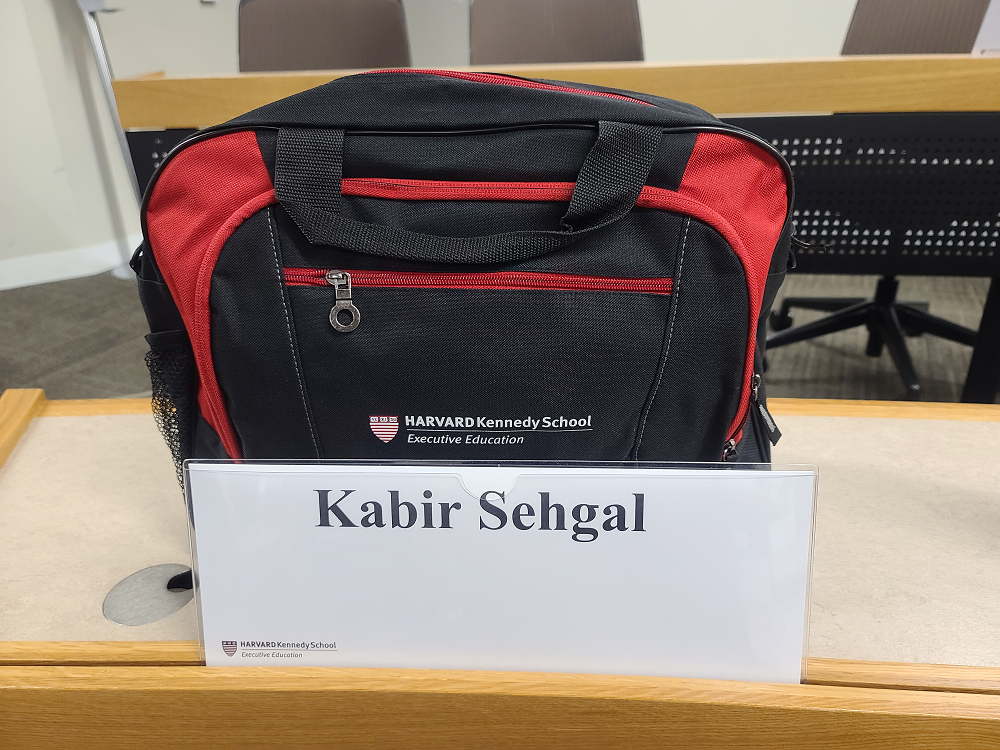 HARVARD Kennedy School
Executive Education
Kabir Sehgal
HARVARD Kennedy School
Executive Education